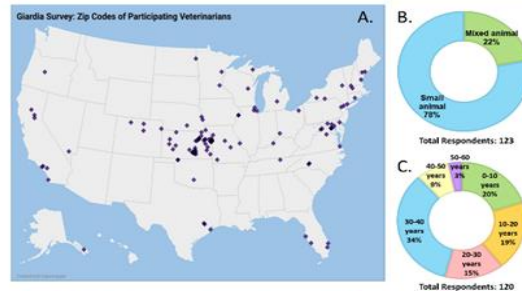 Giardia Survey: Zip Codes of Participating Veterinarians
A.
B.
Mixed animal
22%
Small
animal
78%
Total Respondents: 123
C.
50-60
years
3%
40-50
years
9%
0-10
years
20%
30-40
years
34%
10-20
years
19%
20-30
years
15%
Total Respondents: 120